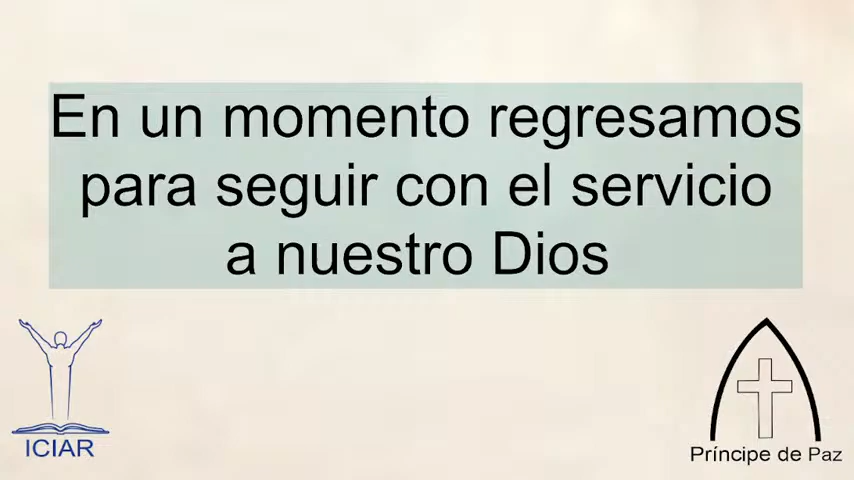 En un momento regresamos
para seguir con el servicio
a nuestro Dios
ICIAR
Príncipe de Paz